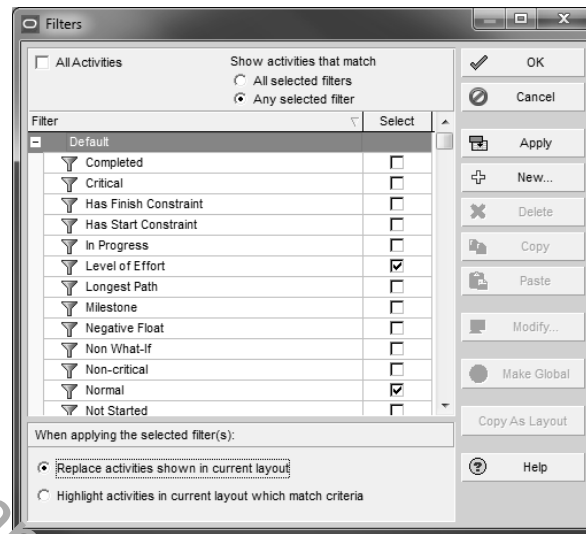 Filters
All Activities
Show activities that match
All selected filters
Any selected filter
Filter Select
Default
Completed
Critical
Has Finish Constraint
Has Start Constraint
In Progress
Level of Effort
Longest Path
Milestone
Negative Float
Non What-If
Non-critical
Normal
Not Started
When applying the selected filter(s):
Replace activities shown in current layout
Highlight activities in current layout which match criteria
OK
Cancel
Apply
New...
Delete
Copy
Paste
Modify...
Make Global
Copy As Layout
Help